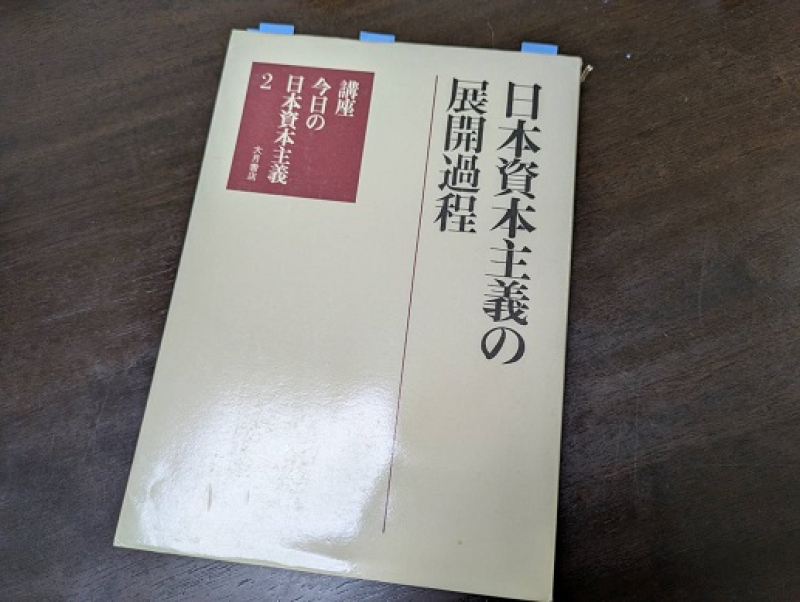 日本資本主義の
展開過程
講座
今日の
日本資本主義
2
大月書店